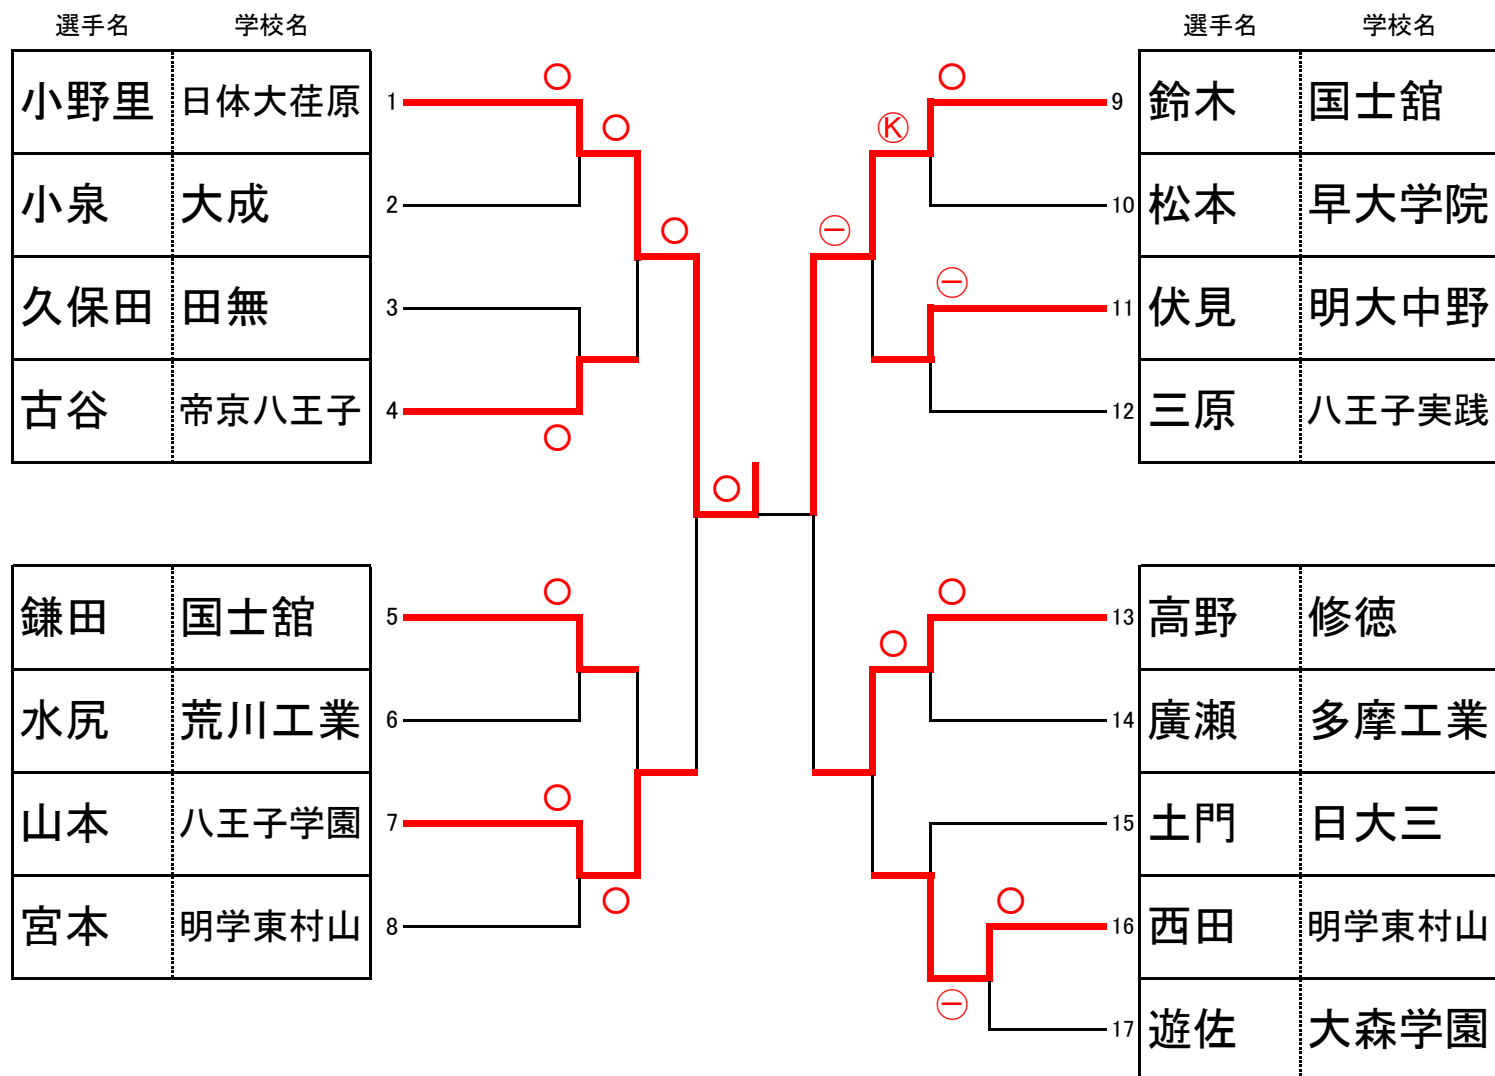 選手名 学校名
小野里 日体大荏原 1
小泉 大成 2
久保田 田無 3
古谷 帝京八王子 4
鎌田 国士舘 5
水尻 荒川工業 6
山本 八王子学園 7
宮本 明学東村山 8
選手名 学校名
9 鈴木 国士舘
10 松本 早大学院
11 伏見 明大中野
12 三原 八王子実践
13 高野 修徳
14 廣瀬 多摩工業
15 土門 日大三
16 西田 明学東村山
17 遊佐 大森学園
〇
〇
〇
〇
〇
〇
〇
〇
〇
Ⓚ
㊀
㊀
〇
〇
〇
㊀